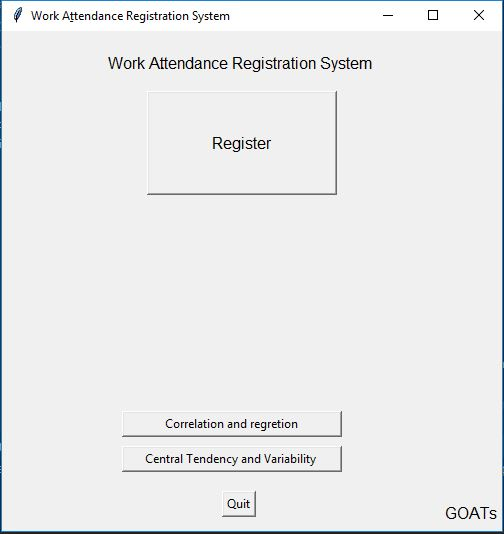 Work Attendance Registration System
Work Attendance Registration System
Register
Correlation and regretion
Central Tendency and Variability
Quit
GOATs